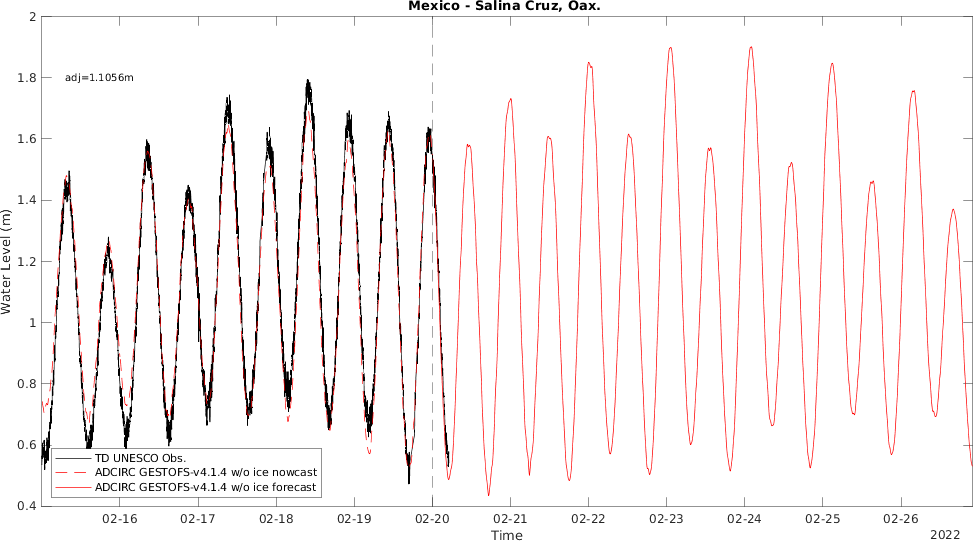 Mexico - Salina Cruz, Oax.
2
1.8
1.6
1.4
1.2
1
0.8
0.6
0.4
Water Level (m)
adj=1.1056m
TD UNESCO Obs.
ADCIRC GESTOFS-v4.1.4 w/o ice nowcast
ADCIRC GESTOFS-v4.1.4 w/o ice forecast
02-16 02-17 02-18 02-19 02-20 02-21 02-22 02-23 02-24 02-25 02-26
Time
2022